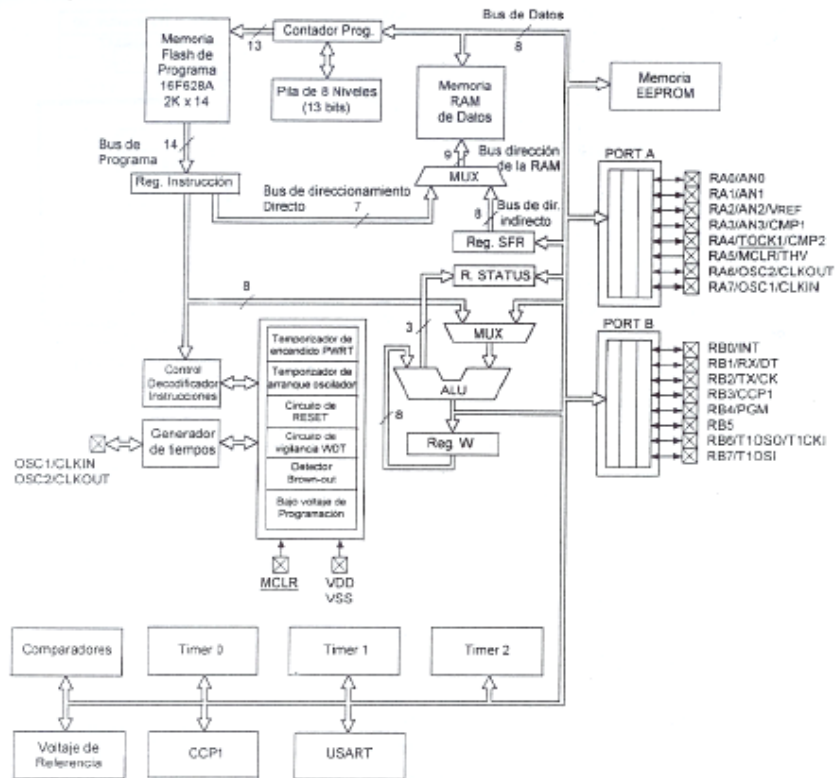 Bus de Datos
8
13
Contador Prog.
Memoria
Flash de
Programa
16F628A
2K x 14
Pila de 8 Niveles
(13 bits)
Memoria
RAM
de Datos
Memoria
EEPROM
Bus de
Programa
14
9
Bus dirección
de la RAM
Reg. Instrucción
MUX
Bus de direccionamiento
Directo
7
8
Bus de dir.
indirecto
Reg. SFR
R. STATUS
PORT A
RA0/AN0
RA1/AN1
RA2/AN2/VREF
RA3/AN3/CMP1
RA4/TOCK1/CMP2
RA5/MCLR/THV
RA6/OSC2/CLKOUT
RA7/OSC1/CLKIN
8
3
MUX
ALU
8
Reg. W
PORT B
RB0/INT
RB1/RX/DT
RB2/TX/CK
RB3/CCP1
RB4/PGM
RB5
RB6/T1OSO/T1CKI
RB7/T1OSI
Control
Decodificador
Instrucciones
Generador
de tiempos
OSC1/CLKIN
OSC2/CLKOUT
Temporizador de
encendido PWRT
Temporizador de
arranque oscilador
Circuito de
RESET
Circuito de
vigilancia WDT
Detector
Brown-out
Bajo voltaje de
Programación
MCLR
VDD
VSS
Comparadores
Timer 0
Timer 1
Timer 2
Voltaje de
Referencia
CCP1
USART